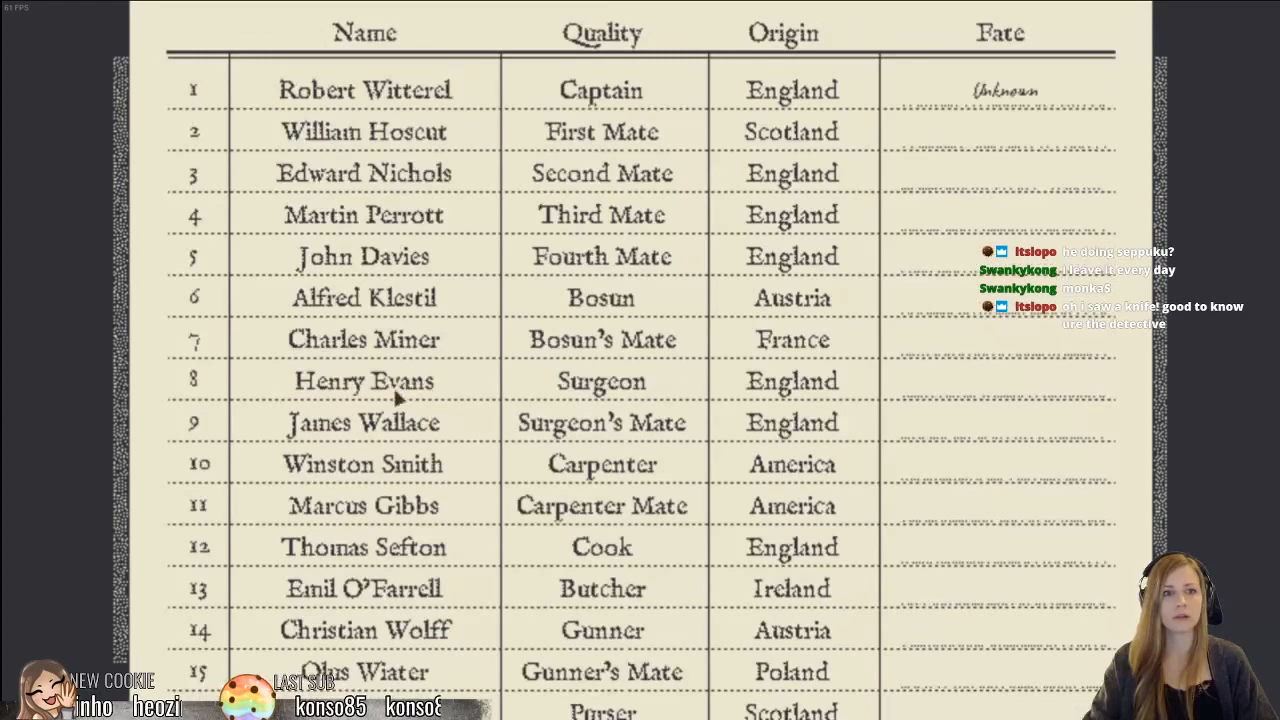 61 FPS
Name Quality Origin Fate
1 Robert Witterel Captain England Unknown
2 William Hoscut First Mate Scotland
3 Edward Nichols Second Mate England
4 Martin Perrott Third Mate England
5 John Davies Fourth Mate England
6 Alfred Klestil Bosun Austria
7 Charles Miner Bosun's Mate France
8 Henry Evans Surgeon England
9 James Wallace Surgeon's Mate England
10 Winston Smith Carpenter America
11 Marcus Gibbs Carpenter Mate America
12 Thomas Sefton Cook England
13 Emil O'Farrell Butcher Ireland
14 Christian Wolff Gunner Austria
15 Olus Wiater Gunner's Mate Poland
Purser Scotland
itslopo he doing seppuku?
Swankykong I leave it every day
Swankykong monkaS
itslopo oh i saw a knife! good to know
ure the detective
NEW COOKIE
inho heozi
LAST SUB
konso85 konso8